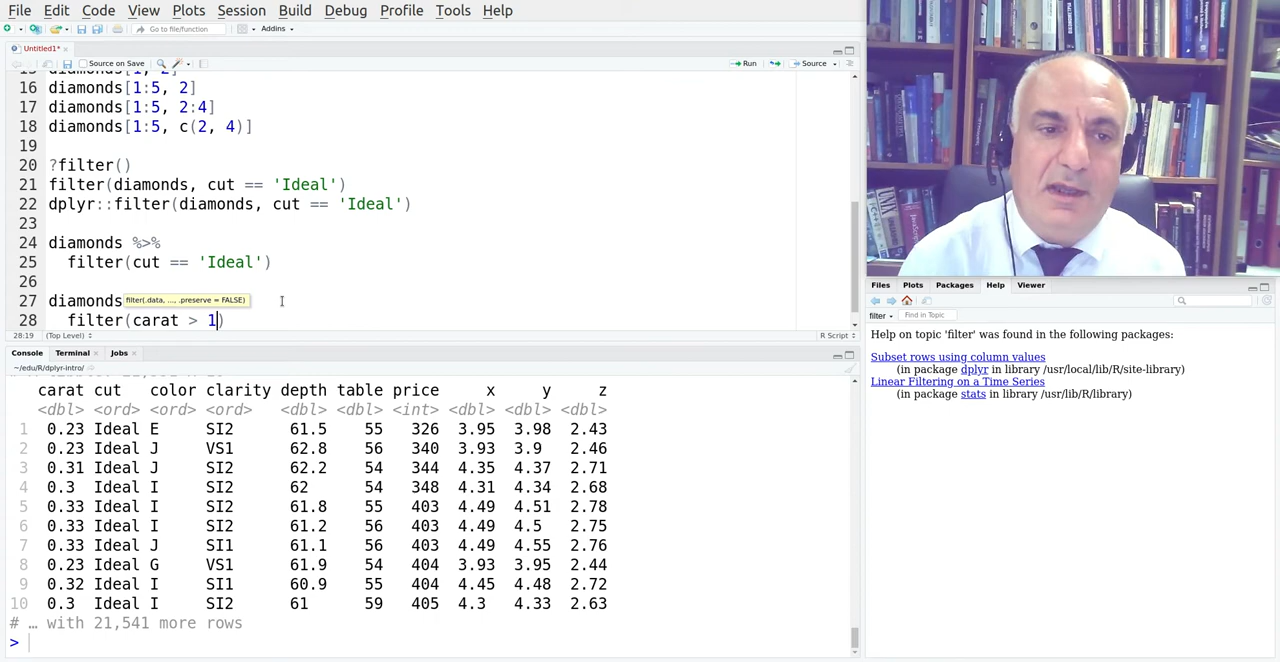 File Edit Code View Plots Session Build Debug Profile Tools Help
Go to file/function Addins
Untitled1*
Source on Save Run Source
15 diamonds[1, 2]
16 diamonds[1:5, 2]
17 diamonds[1:5, 2:4]
18 diamonds[1:5, c(2, 4)]
19
20 ?filter()
21 filter(diamonds, cut == 'Ideal')
22 dplyr::filter(diamonds, cut == 'Ideal')
23
24 diamonds %>%
25 filter(cut == 'Ideal')
26
27 diamonds filter(.data, ..., .preserve = FALSE)
28 filter(carat > 1)
28:19 (Top Level) R Script
Console Terminal Jobs
~/edu/R/dplyr-intro/
carat cut color clarity depth table price x y z
<dbl> <ord> <ord> <ord> <dbl> <dbl> <int> <dbl> <dbl> <dbl>
1 0.23 Ideal E SI2 61.5 55 326 3.95 3.98 2.43
2 0.23 Ideal J VS1 62.8 56 340 3.93 3.9 2.46
3 0.31 Ideal J SI2 62.2 54 344 4.35 4.37 2.71
4 0.3 Ideal I SI2 62 54 348 4.31 4.34 2.68
5 0.33 Ideal I SI2 61.8 55 403 4.49 4.51 2.78
6 0.33 Ideal I SI2 61.2 56 403 4.49 4.5 2.75
7 0.33 Ideal J SI1 61.1 56 403 4.49 4.55 2.76
8 0.23 Ideal G VS1 61.9 54 404 3.93 3.95 2.44
9 0.32 Ideal I SI1 60.9 55 404 4.45 4.48 2.72
10 0.3 Ideal I SI2 61 59 405 4.3 4.33 2.63
# … with 21,541 more rows
>
Files Plots Packages Help Viewer
filter Find in Topic
Help on topic 'filter' was found in the following packages:
Subset rows using column values
(in package dplyr in library /usr/local/lib/R/site-library)
Linear Filtering on a Time Series
(in package stats in library /usr/lib/R/library)